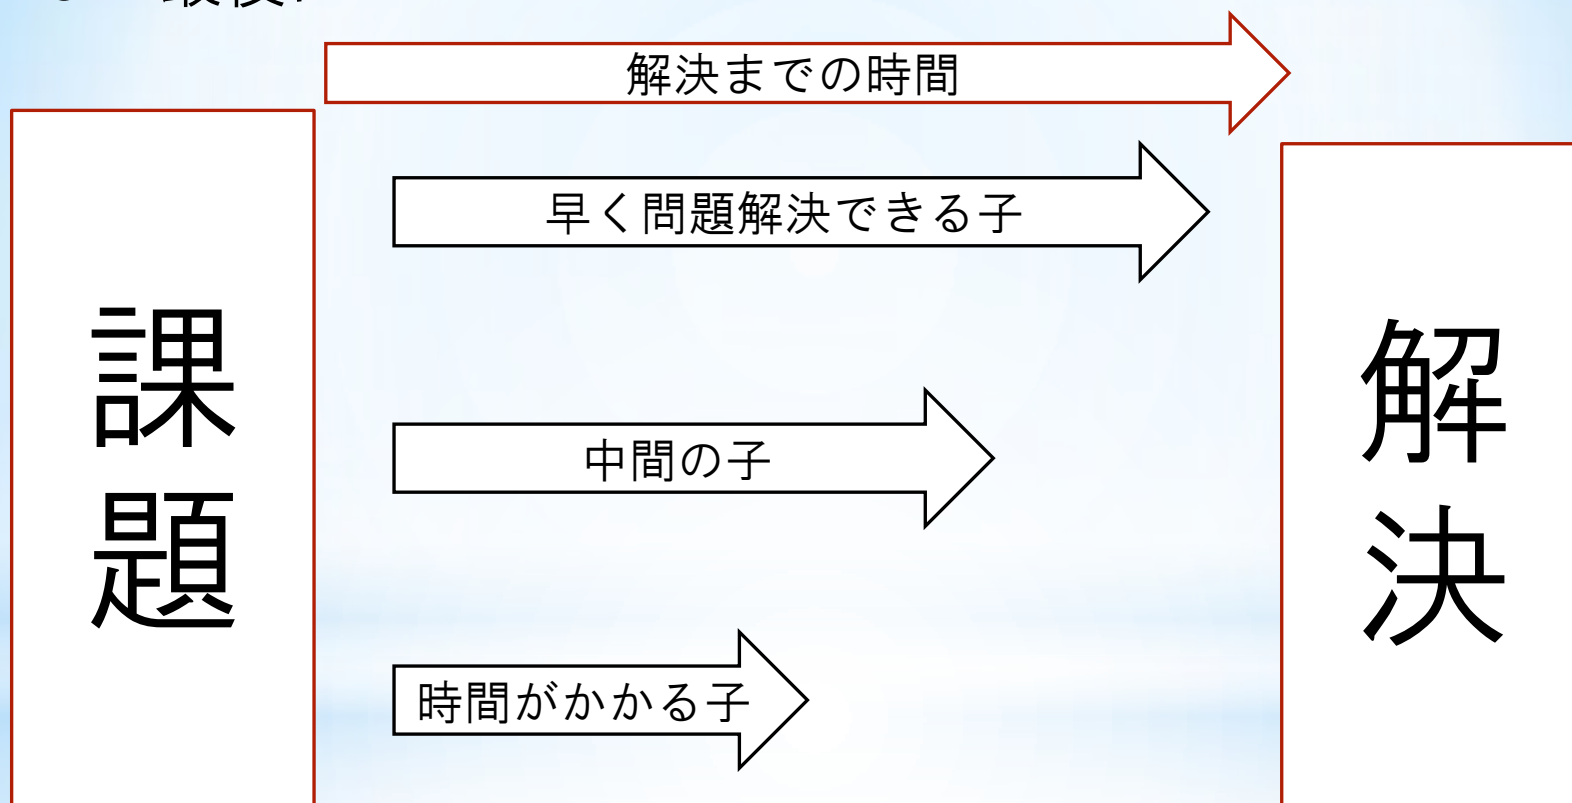 解決までの時間
早く問題解決できる子
課題
解決
中間の子
時間がかかる子